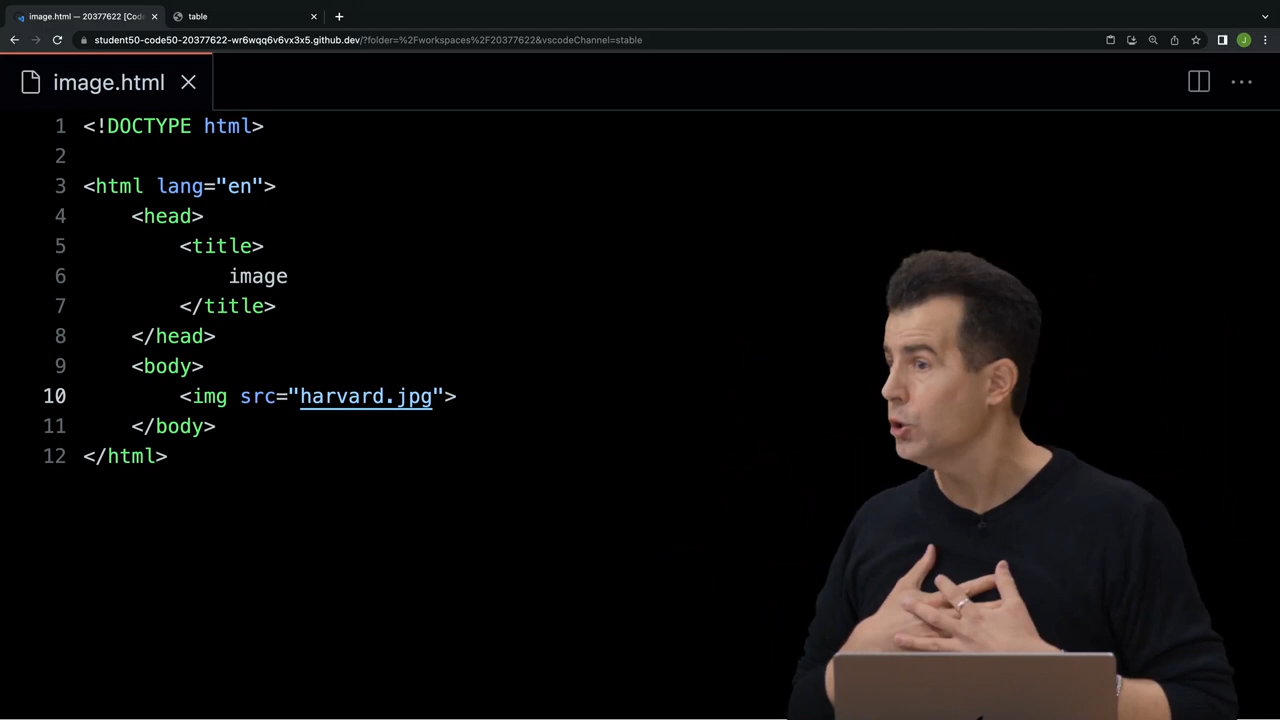 image.html — 20377622 [Code
table
student50-code50-20377622-wr6wqq6v6vx3x5.github.dev/?folder=%2Fworkspaces%2F20377622&vscodeChannel=stable
J
image.html
1 <!DOCTYPE html>
2
3 <html lang="en">
4 <head>
5 <title>
6 image
7 </title>
8 </head>
9 <body>
10 <img src="harvard.jpg">
11 </body>
12 </html>